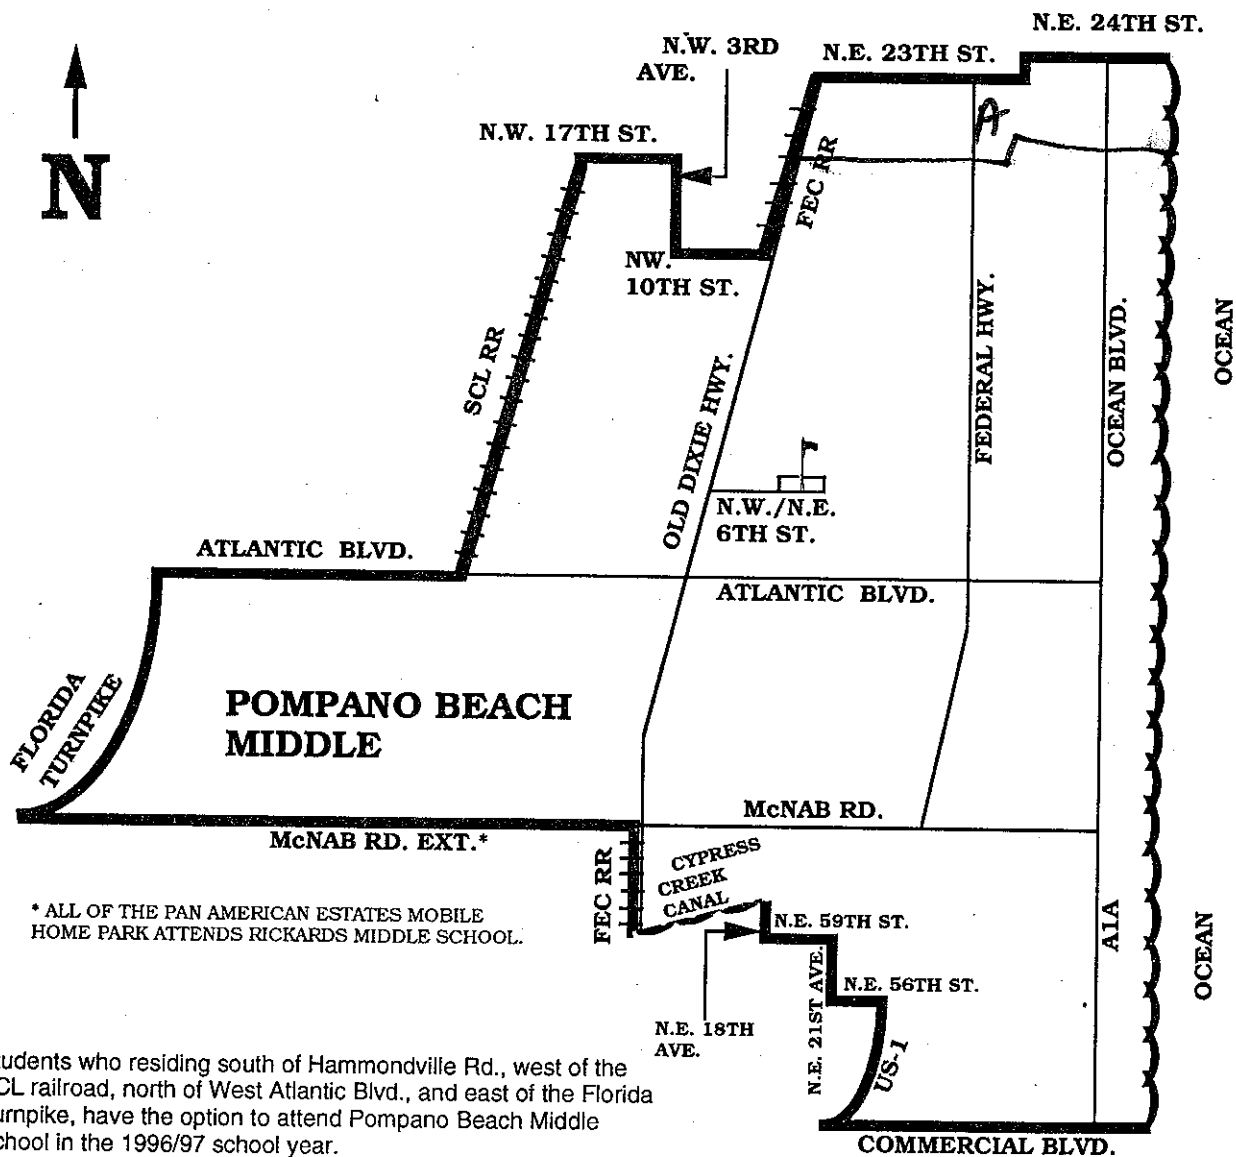 N.E. 24TH ST.
N.W. 3RD
AVE.
N.E. 23TH ST.
A
N.W. 17TH ST.
N
FEC RR
NW.
10TH ST.
SCL RR
OLD DIXIE HWY.
FEDERAL HWY.
OCEAN BLVD.
OCEAN
N.W./N.E.
6TH ST.
ATLANTIC BLVD.
ATLANTIC BLVD.
FLORIDA
TURNPIKE
POMPANO BEACH
MIDDLE
McNAB RD.
McNAB RD. EXT.*
FEC RR
CYPRESS
CREEK
CANAL
* ALL OF THE PAN AMERICAN ESTATES MOBILE
HOME PARK ATTENDS RICKARDS MIDDLE SCHOOL.
N.E. 59TH ST.
A1A
OCEAN
N.E. 21ST AVE.
N.E. 56TH ST.
N.E. 18TH
AVE.
US-1
tudents who residing south of Hammondville Rd., west of the
CL railroad, north of West Atlantic Blvd., and east of the Florida
urnpike, have the option to attend Pompano Beach Middle
chool in the 1996/97 school year.
COMMERCIAL BLVD.